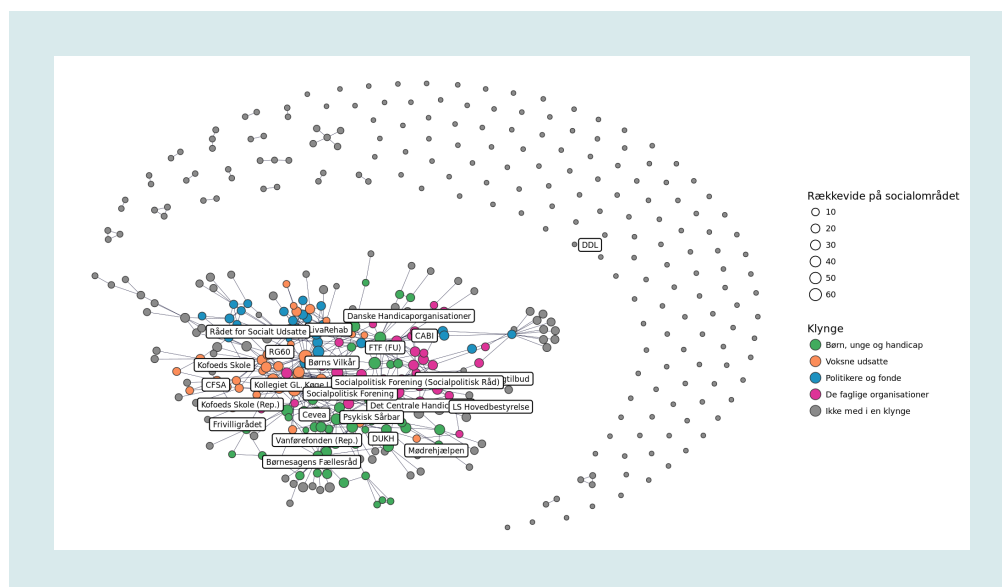 DDL
Rækkevide på socialområdet
10
20
30
40
50
60
Klynge
Børn, unge og handicap
Voksne udsatte
Politikere og fonde
De faglige organisationer
Ikke med i en klynge
Danske Handicaporganisationer
Rådet for Socialt Udsatte
LivaRehab
CABI
FTF (FU)
RG60
Børns Vilkår
Kofoeds Skole
CFSA
Kollegiet GL. Køge
Socialpolitisk Forening (Socialpolitisk Råd)
Socialpolitisk Forening
Kofoeds Skole (Rep.)
Det Centrale
LS Hovedbestyrelse
Cevea
Psykisk Sårbar
Frivilligrådet
Vanførefonden (Rep.)
DUKH
Mødrehjælpen
Børnesagens Fællesråd